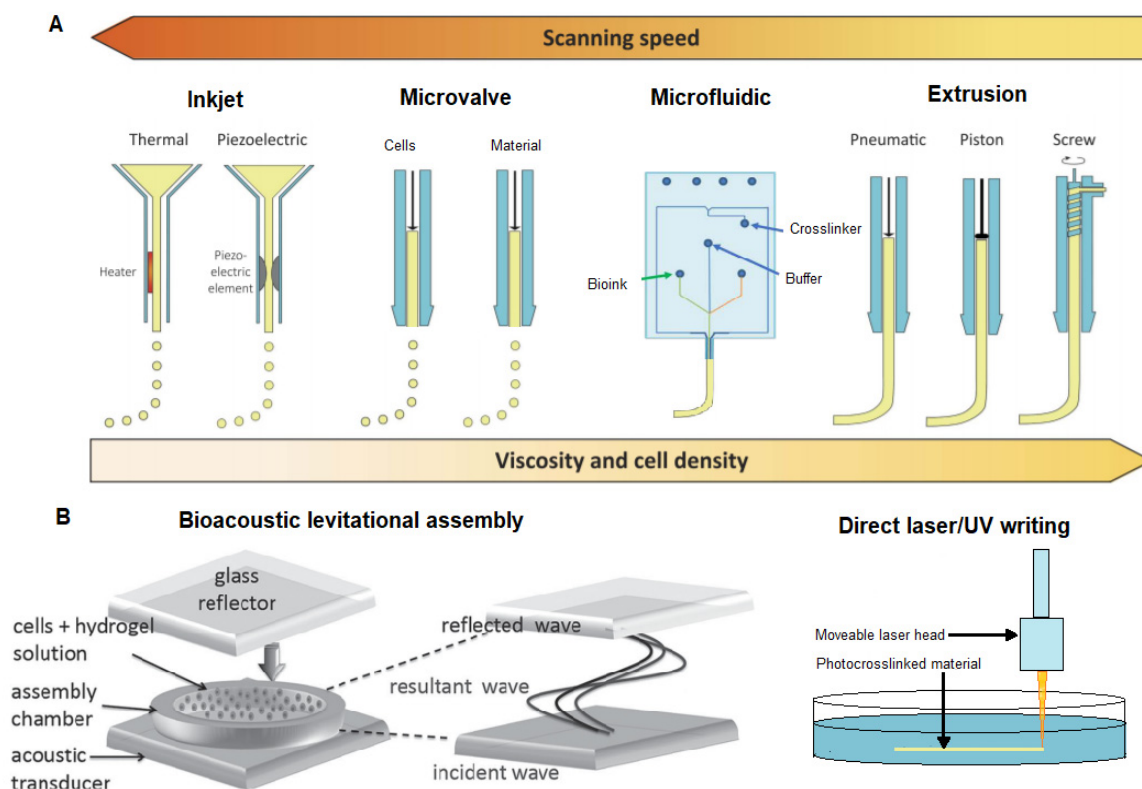 A
Scanning speed
Inkjet
Microvalve
Microfluidic
Extrusion
Thermal
Piezoelectric
Cells
Material
Pneumatic
Piston
Screw
Heater
Piezo-
electric
element
Crosslinker
Buffer
Bioink
Viscosity and cell density
B
Bioacoustic levitational assembly
Direct laser/UV writing
glass
reflector
cells + hydrogel
solution
assembly
chamber
acoustic
transducer
reflected wave
resultant wave
incident wave
Moveable laser head
Photocrosslinked material